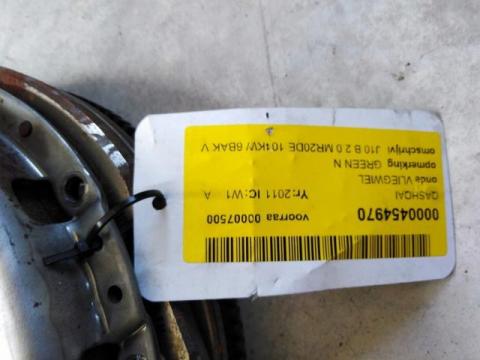 0000454970 voorraa 00007500
QASHQAI Yr:2011 IC:W1 A
onde VLIEGWIEL
opmerking GREEN N
omschrijvi J10 B 2.0 MR20DE 104KW 6BAK V